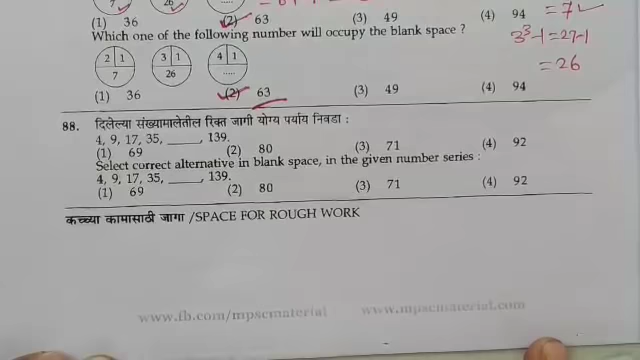 = 7
(1) 36 (2) 63 (3) 49 (4) 94
Which one of the following number will occupy the blank space ?
3³-1 = 27-1
= 26
2 1 3 1 4 1
7 26 .....
(1) 36 (2) 63 (3) 49 (4) 94
88. दिलेल्या संख्यामालेतील रिक्त जागी योग्य पर्याय निवडा :
4, 9, 17, 35, _____, 139.
(1) 69 (2) 80 (3) 71 (4) 92
Select correct alternative in blank space, in the given number series :
4, 9, 17, 35, _____, 139.
(1) 69 (2) 80 (3) 71 (4) 92
कच्च्या कामासाठी जागा /SPACE FOR ROUGH WORK
www.fb.com/mpscmaterial www.mpscmaterial.com